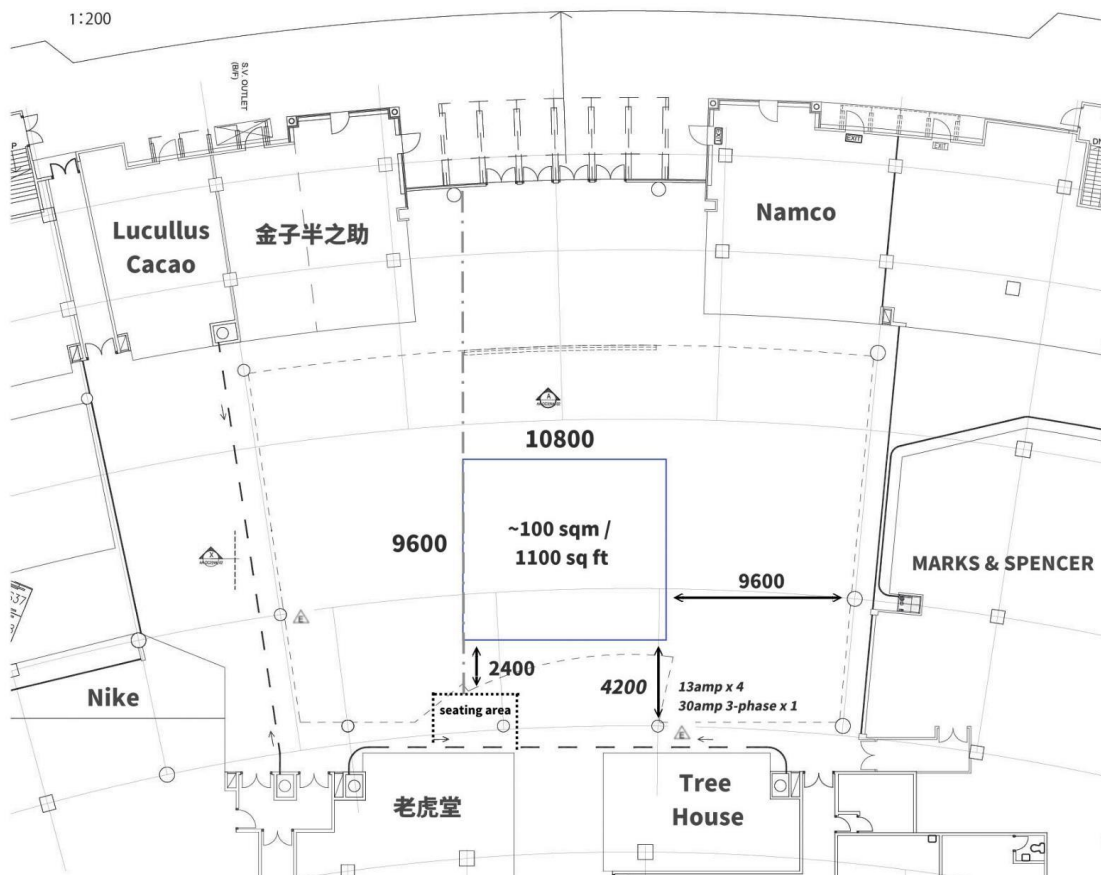 1:200
S.V. OUTLET
(B/F)
P
DN
EXIT
EXIT
Lucullus
Cacao
金子半之助
Namco
A
10800
9600
~100 sqm /
1100 sq ft
9600
MARKS & SPENCER
X
E
2400
4200
13amp x 4
30amp 3-phase x 1
E
Nike
seating area
老虎堂
Tree
House